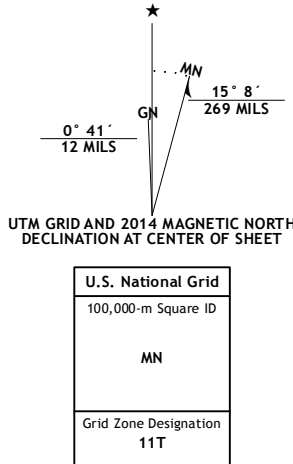 ★
MN
GN
15° 8´
269 MILS
0° 41´
12 MILS
UTM GRID AND 2014 MAGNETIC NORTH
DECLINATION AT CENTER OF SHEET
U.S. National Grid
100,000-m Square ID
MN
Grid Zone Designation
11T